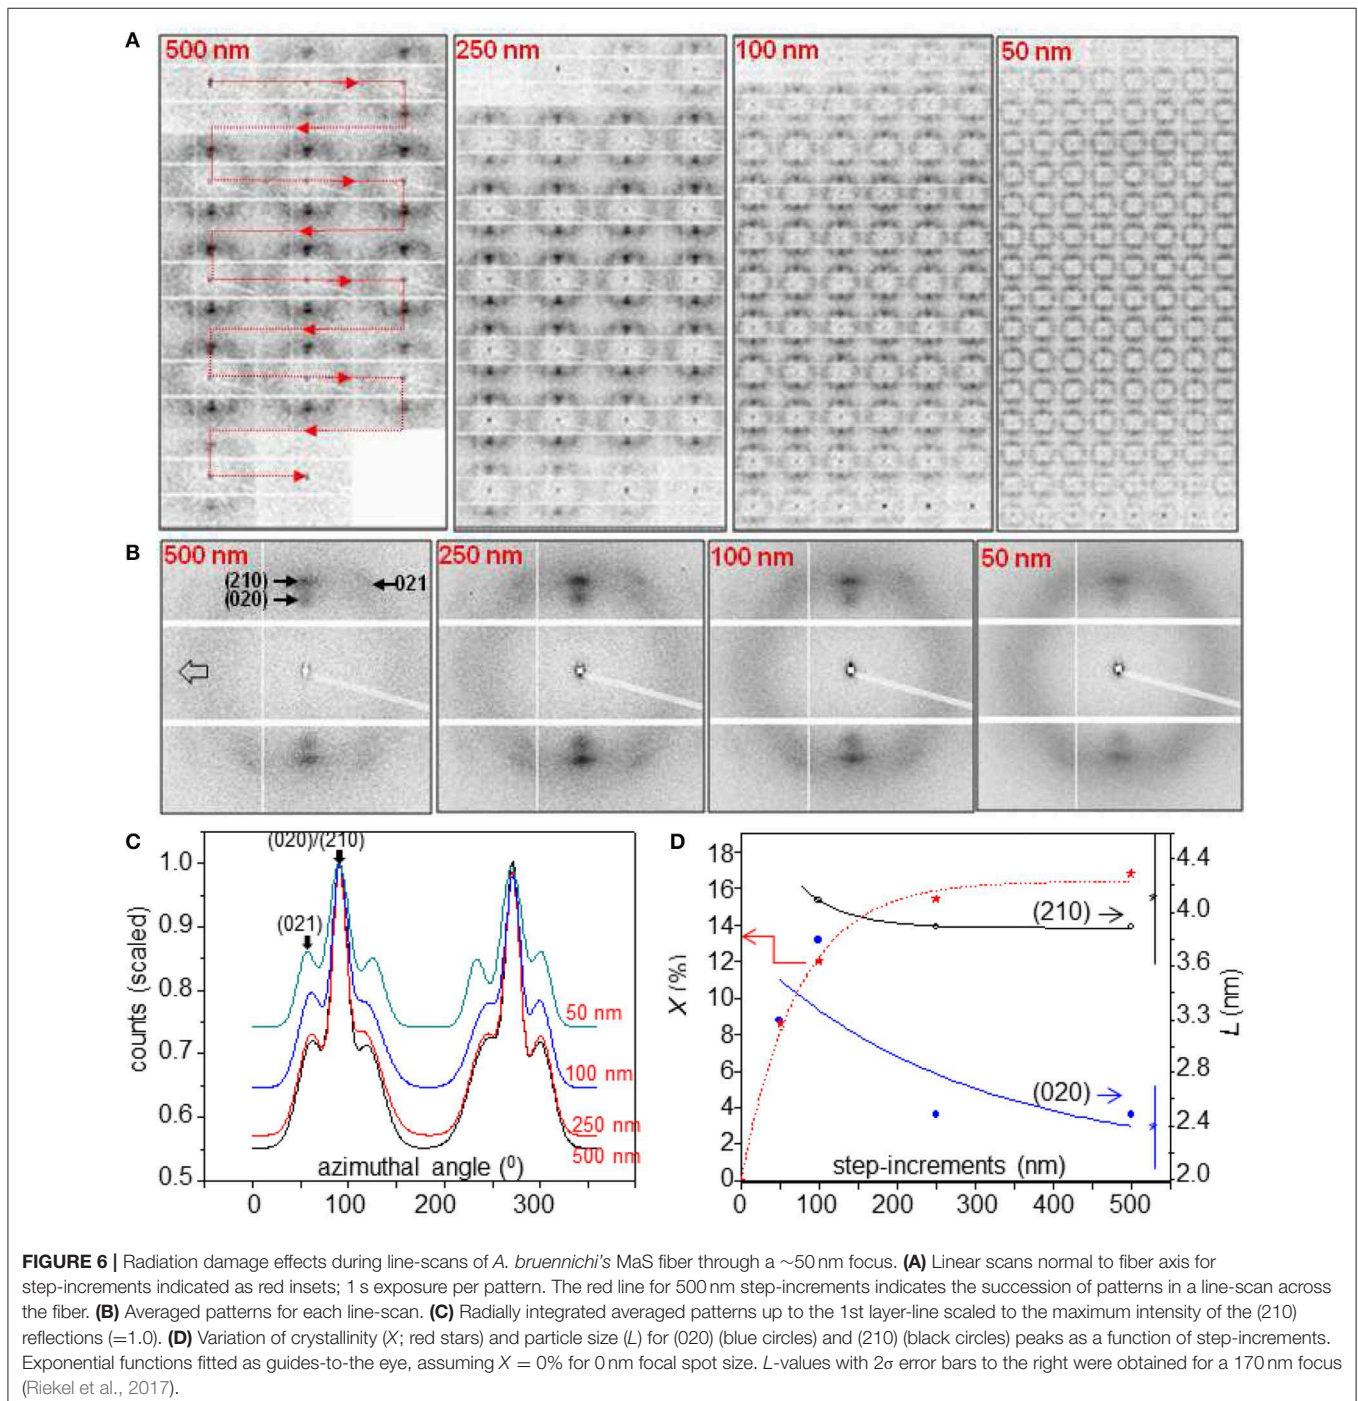 A
500 nm
250 nm
100 nm
50 nm
B
500 nm
250 nm
100 nm
50 nm
(210)
021
(020)
C
(020)/(210)
(021)
1.0
0.9
0.8
0.7
0.6
0.5
counts (scaled)
50 nm
100 nm
250 nm
500 nm
azimuthal angle (⁰)
0
100
200
300
D
18
16
14
12
10
8
6
4
2
0
X (%)
(210)
(020)
4.4
4.0
3.6
3.3
2.8
2.4
2.0
L (nm)
step-increments (nm)
0
100
200
300
400
500
FIGURE 6 | Radiation damage effects during line-scans of A. bruennichi's MaS fiber through a ∼50 nm focus. (A) Linear scans normal to fiber axis for
step-increments indicated as red insets; 1 s exposure per pattern. The red line for 500 nm step-increments indicates the succession of patterns in a line-scan across
the fiber. (B) Averaged patterns for each line-scan. (C) Radially integrated averaged patterns up to the 1st layer-line scaled to the maximum intensity of the (210)
reflections (=1.0). (D) Variation of crystallinity (X; red stars) and particle size (L) for (020) (blue circles) and (210) (black circles) peaks as a function of step-increments.
Exponential functions fitted as guides-to-the eye, assuming X = 0% for 0 nm focal spot size. L-values with 2σ error bars to the right were obtained for a 170 nm focus
(Riekel et al., 2017).